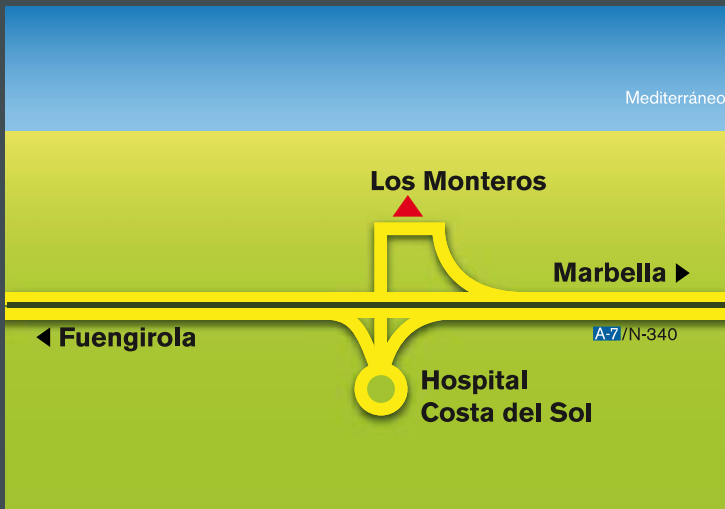 Mediterráneo
Los Monteros
Marbella
Fuengirola
A-7/N-340
Hospital
Costa del Sol